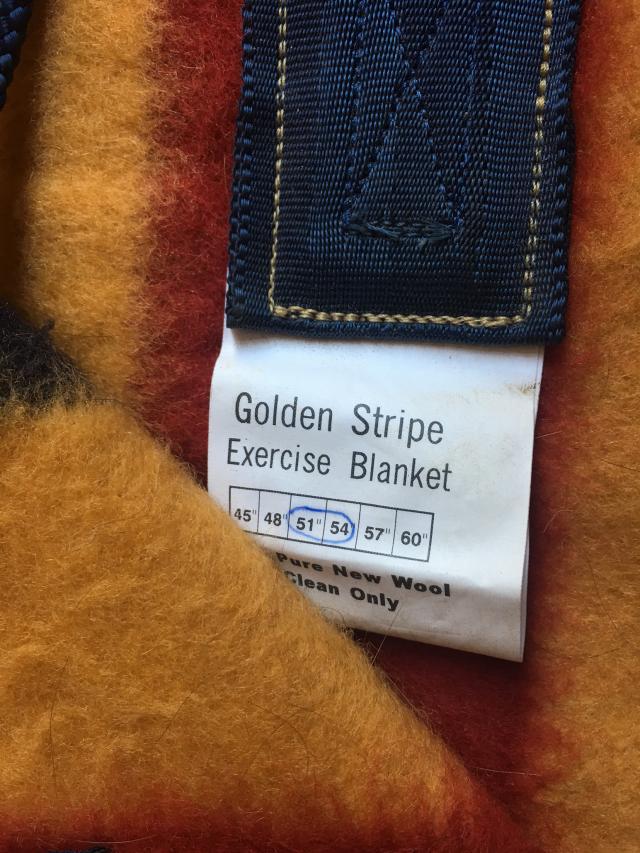 Golden Stripe
Exercise Blanket
45" 48" 51" 54 57" 60"
Pure New Wool
Clean Only